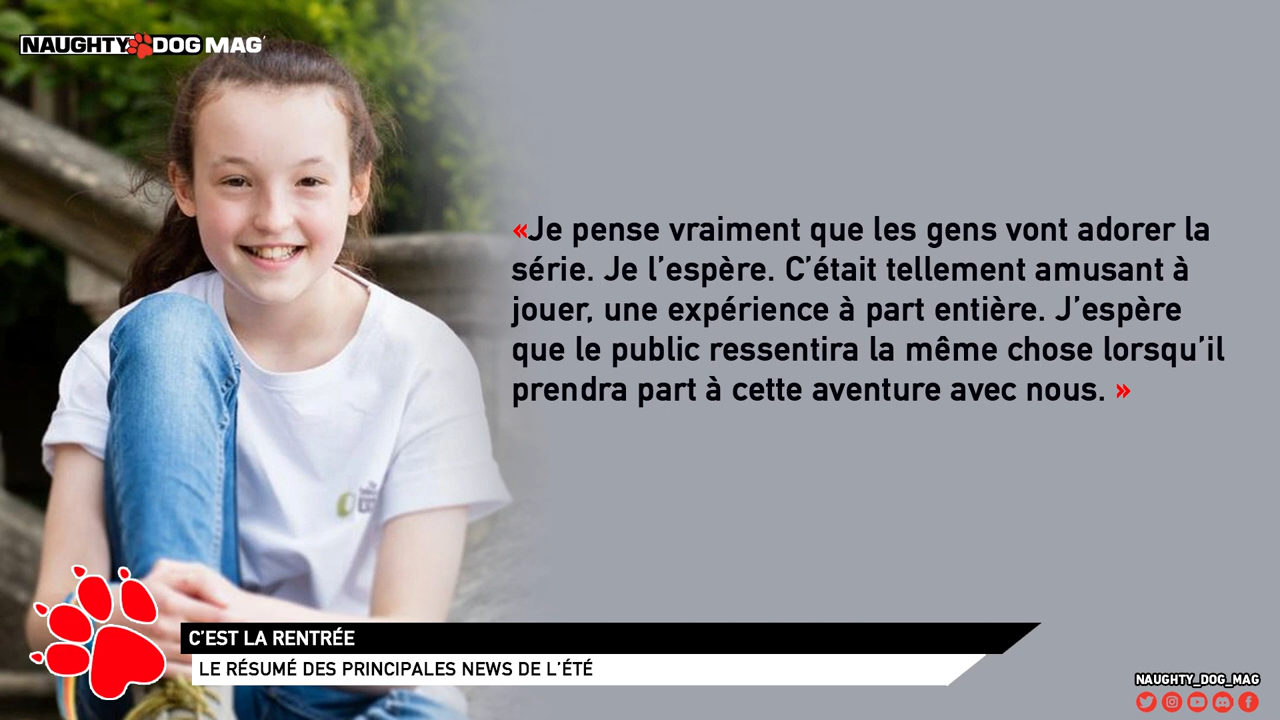 NAUGHTY DOG MAG'
«Je pense vraiment que les gens vont adorer la
série. Je l’espère. C’était tellement amusant à
jouer, une expérience à part entière. J’espère
que le public ressentira la même chose lorsqu’il
prendra part à cette aventure avec nous. »
C’EST LA RENTRÉE
LE RÉSUMÉ DES PRINCIPALES NEWS DE L’ÉTÉ
NAUGHTY_DOG_MAG